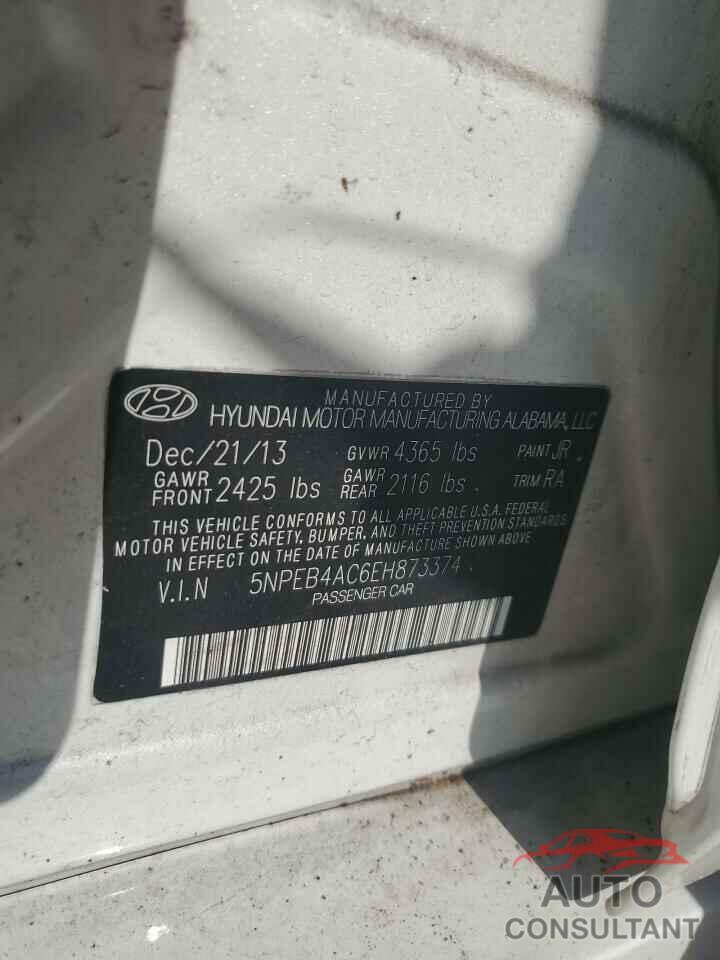 MANUFACTURED BY
HYUNDAI MOTOR MANUFACTURING ALABAMA, LLC
Dec/21/13 GVWR 4365 lbs PAINT JR.
GAWR FRONT 2425 lbs GAWR REAR 2116 lbs. TRIM RA
THIS VEHICLE CONFORMS TO ALL APPLICABLE U.S.A. FEDERAL
MOTOR VEHICLE SAFETY, BUMPER, AND THEFT PREVENTION STANDARDS
IN EFFECT ON THE DATE OF MANUFACTURE SHOWN ABOVE
V.I.N 5NPEB4AC6EH873374
PASSENGER CAR
AUTO
CONSULTANT